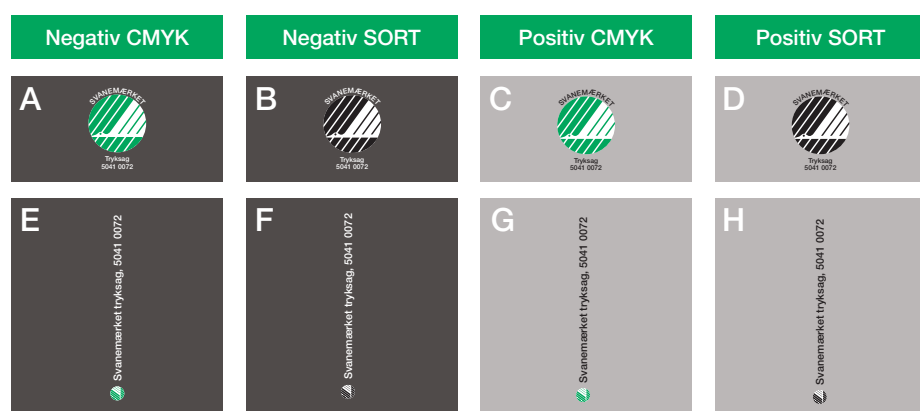 Negativ CMYK
Negativ SORT
Positiv CMYK
Positiv SORT
A
SVANEMÆRKET
Tryksag
5041 0072
B
SVANEMÆRKET
Tryksag
5041 0072
C
SVANEMÆRKET
Tryksag
5041 0072
D
SVANEMÆRKET
Tryksag
5041 0072
E
Svanemærket tryksag, 5041 0072
F
Svanemærket tryksag, 5041 0072
G
Svanemærket tryksag, 5041 0072
H
Svanemærket tryksag, 5041 0072